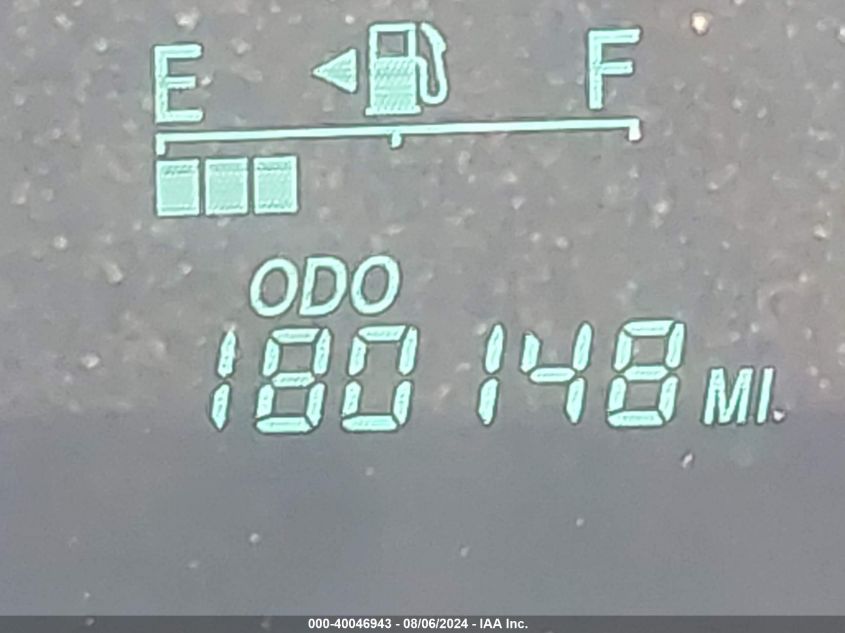 E F
ODO
180148 MI.
000-40046943 - 08/06/2024 - IAA Inc.